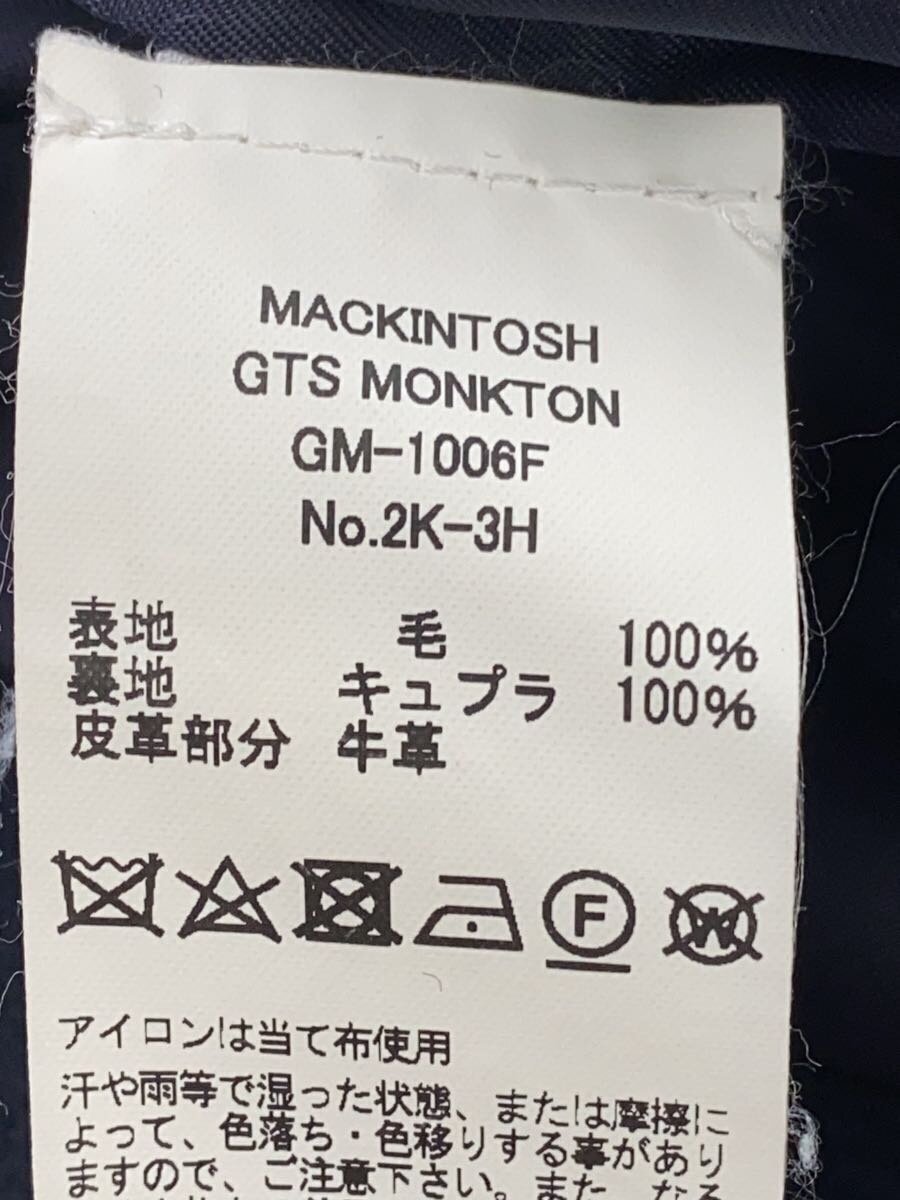 MACKINTOSH
GTS MONKTON
GM-1006F
No.2K-3H
表地 毛 100%
裏地 キュプラ 100%
皮革部分 牛革
F W
アイロンは当て布使用
汗や雨等で湿った状態、または摩擦に
よって、色落ち・色移りする事があり
ますので、ご注意下さい。また、なる